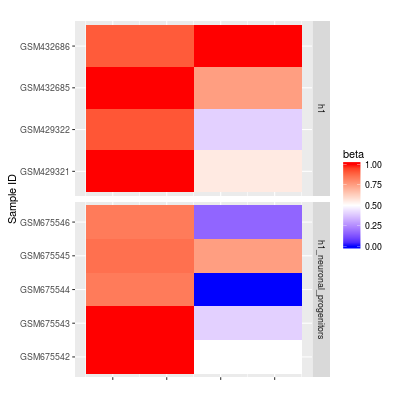 GSM432686
GSM432685
GSM429322
GSM429321
h1
GSM675546
GSM675545
GSM675544
GSM675543
GSM675542
h1_neuronal_progenitors
Sample ID
beta
1.00
0.75
0.50
0.25
0.00